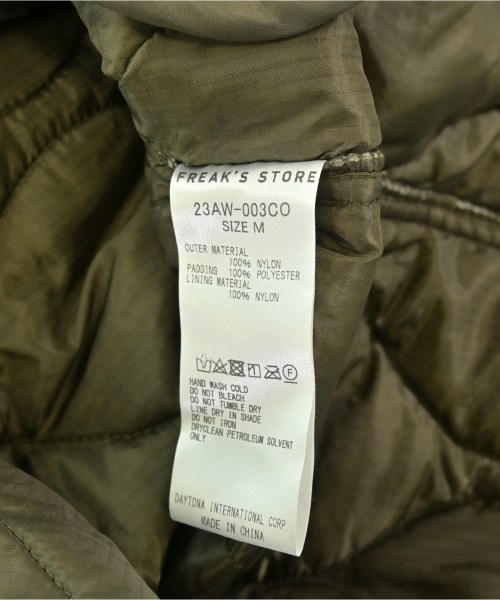 FREAK'S STORE
23AW-003CO
SIZE M
OUTER MATERIAL
100% NYLON
PADDING 100% POLYESTER
LINING MATERIAL
100% NYLON
F
HAND WASH COLD
DO NOT BLEACH
DO NOT TUMBLE DRY
LINE DRY IN SHADE
DO NOT IRON
DRYCLEAN PETROLEUM SOLVENT
ONLY
DAYTONA INTERNATIONAL CORP
MADE IN CHINA